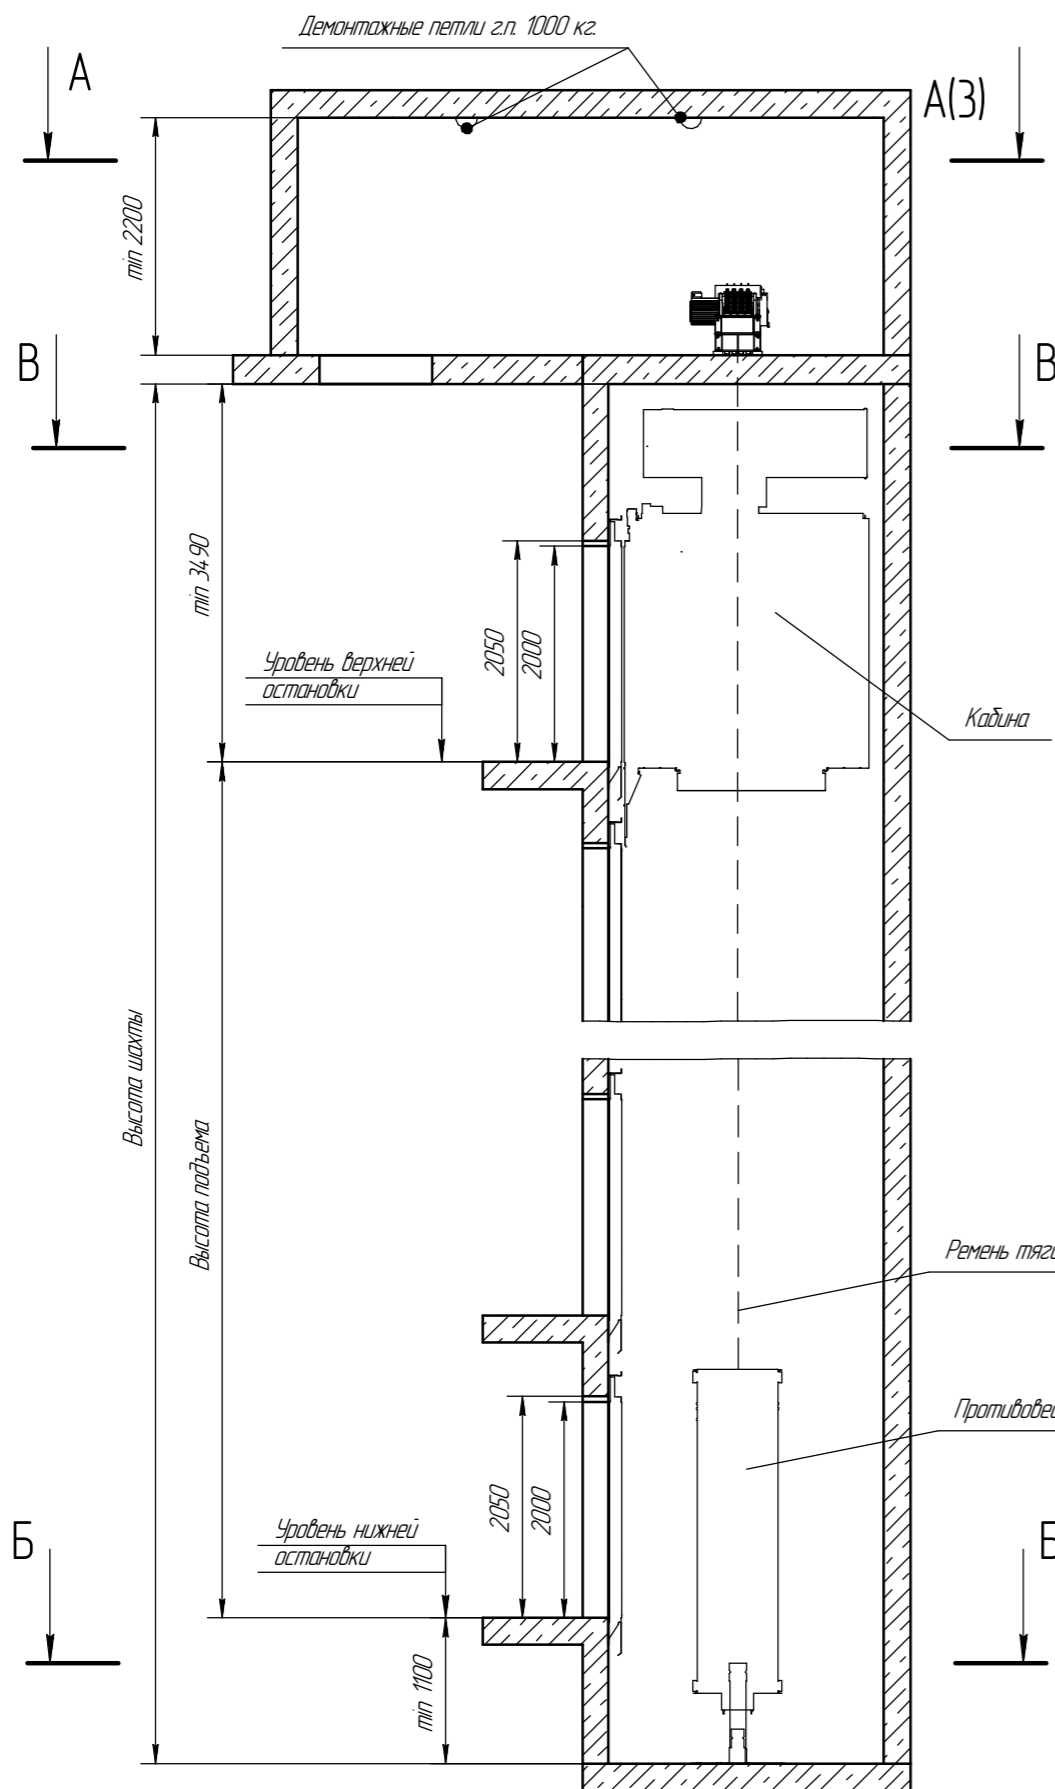 Демонтажные петли г.п. 1000 кг.
А
А(3)
min 2200
В
В
min 3490
2050
2000
Уровень верхней
остановки
Кабина
Высота шахты
Высота подъема
Ремень тяго
Противовес
2050
2000
Уровень нижней
остановки
Б
Б
min 1100